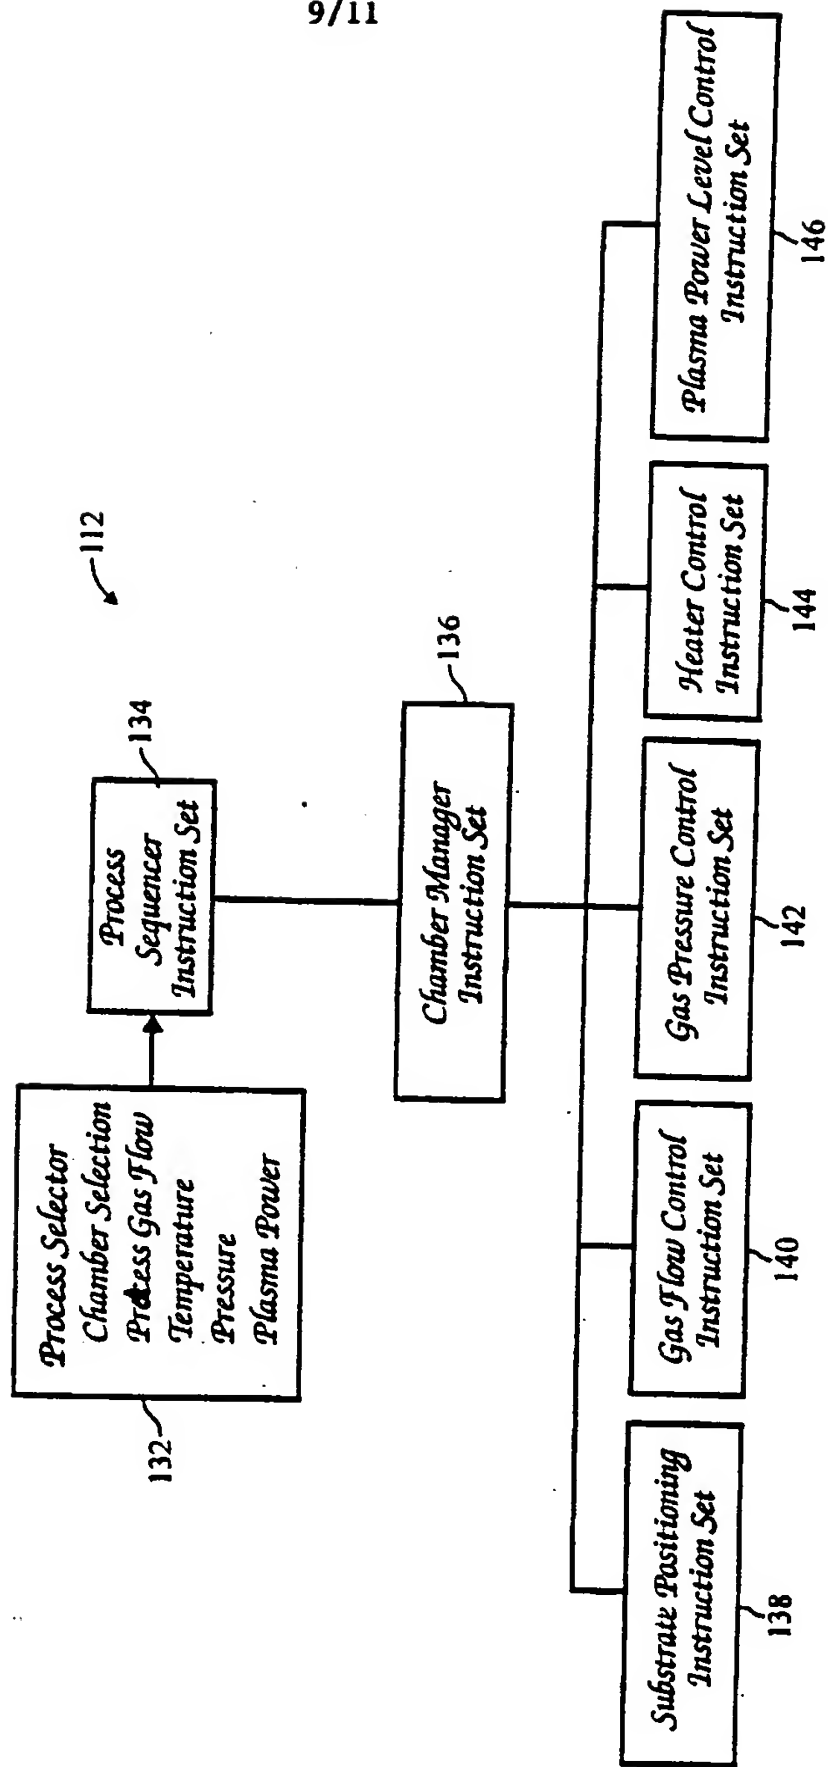 9/11
112
Process Selector
Chamber Selection
Process Gas Flow
Temperature
Pressure
Plasma Power
132
Process
Sequencer
Instruction Set
134
Chamber Manager
Instruction Set
136
Substrate Positioning
Instruction Set
138
Gas Flow Control
Instruction Set
140
Gas Pressure Control
Instruction Set
142
Heater Control
Instruction Set
144
Plasma Power Level Control
Instruction Set
146